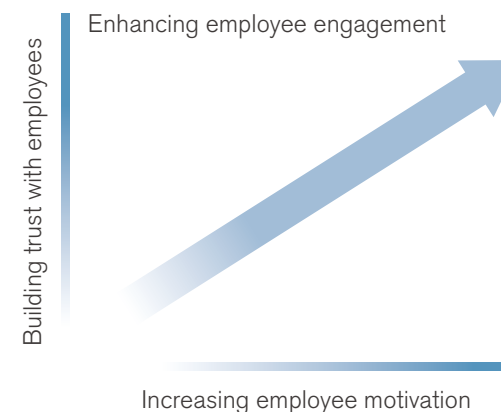 Enhancing employee engagement
Building trust with employees
Increasing employee motivation